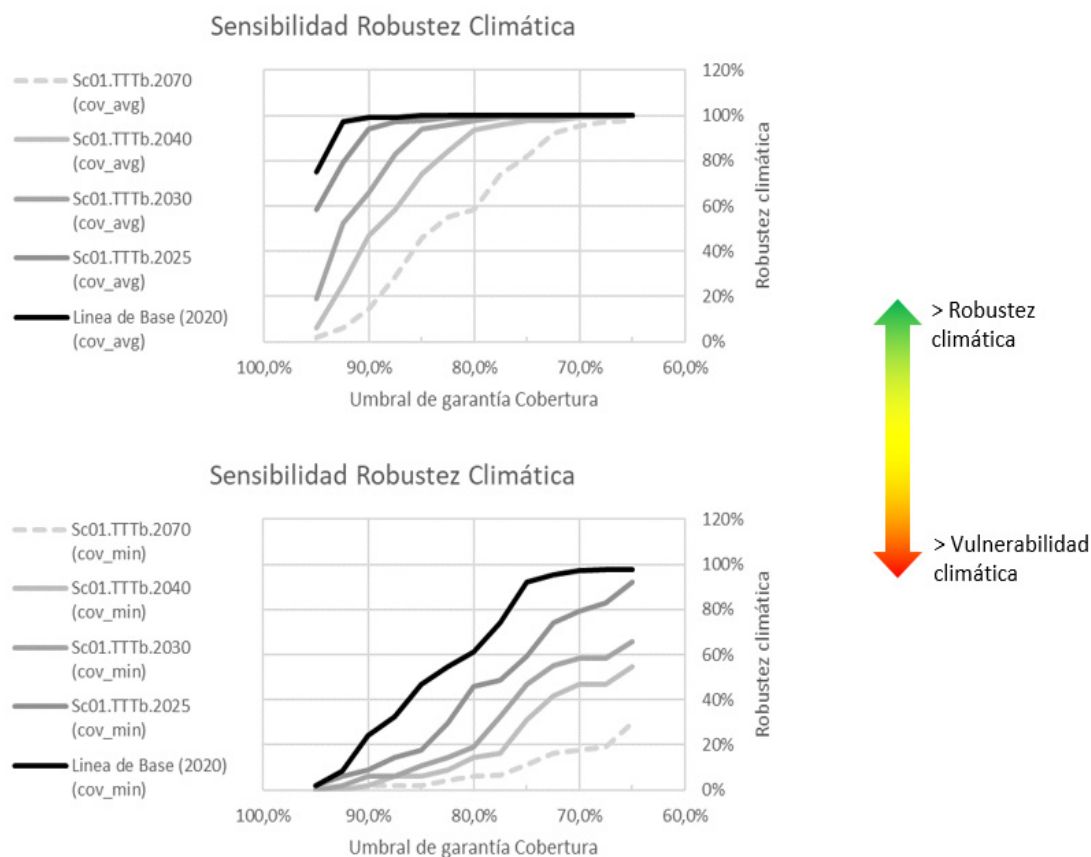 Sensibilidad Robustez Climática
Sc01.TTTb.2070
(cov_avg)
Sc01.TTTb.2040
(cov_avg)
Sc01.TTTb.2030
(cov_avg)
Sc01.TTTb.2025
(cov_avg)
Linea de Base (2020)
(cov_avg)
120%
100%
80%
60%
40%
20%
0%
Robustez climática
100,0%
90,0%
80,0%
70,0%
60,0%
Umbral de garantía Cobertura
> Robustez
climática
> Vulnerabilidad
climática
Sensibilidad Robustez Climática
Sc01.TTTb.2070
(cov_min)
Sc01.TTTb.2040
(cov_min)
Sc01.TTTb.2030
(cov_min)
Sc01.TTTb.2025
(cov_min)
Linea de Base (2020)
(cov_min)
120%
100%
80%
60%
40%
20%
0%
Robustez climática
100,0%
90,0%
80,0%
70,0%
60,0%
Umbral de garantía Cobertura